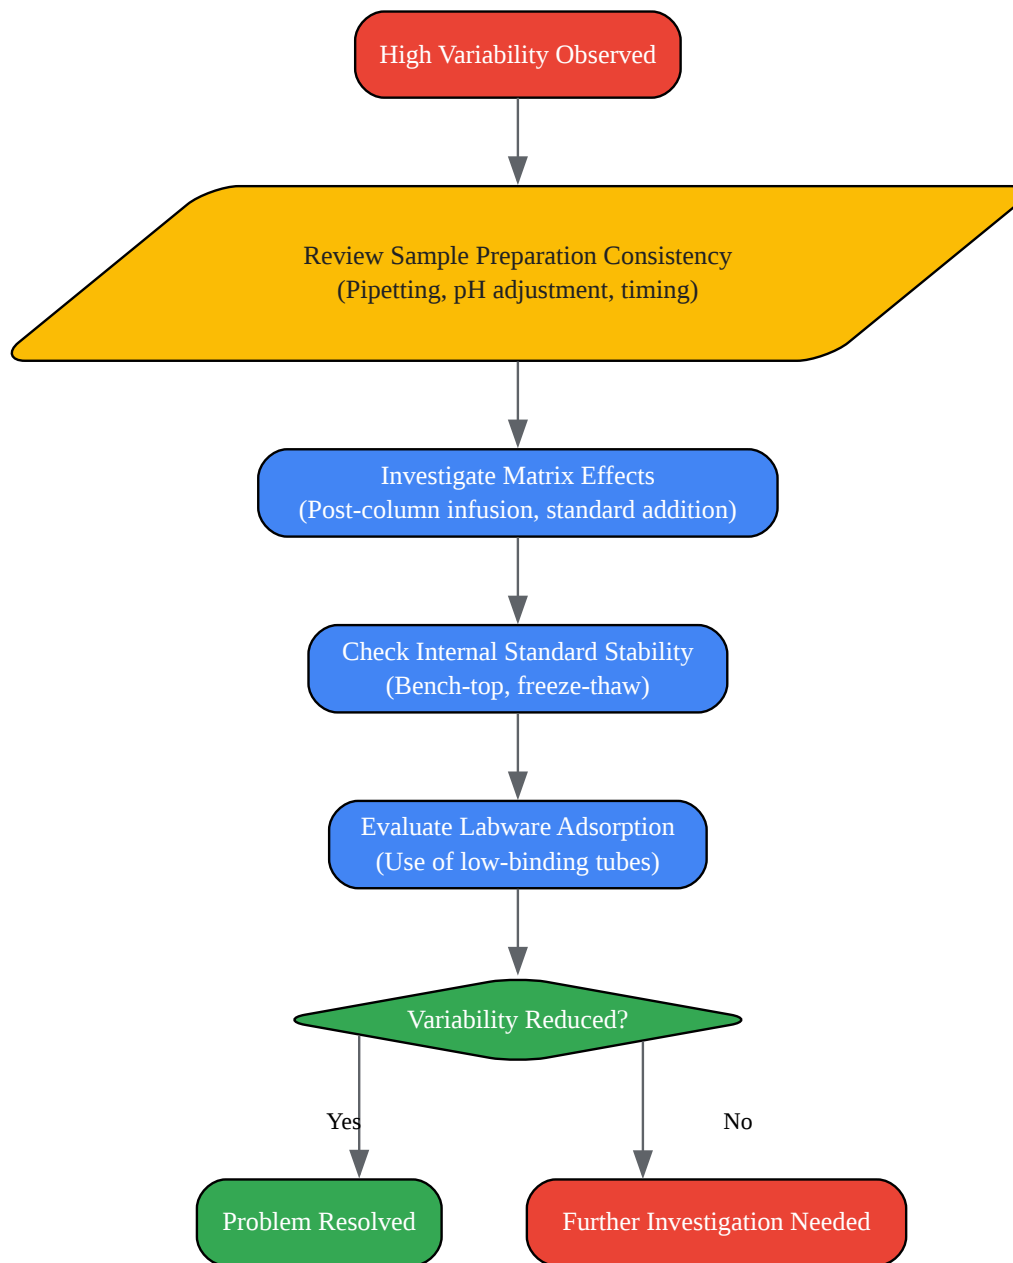 High Variability Observed
Review Sample Preparation Consistency
(Pipetting, pH adjustment, timing)
Investigate Matrix Effects
(Post-column infusion, standard addition)
Check Internal Standard Stability
(Bench-top, freeze-thaw)
Evaluate Labware Adsorption
(Use of low-binding tubes)
Variability Reduced?
Yes
No
Problem Resolved
Further Investigation Needed